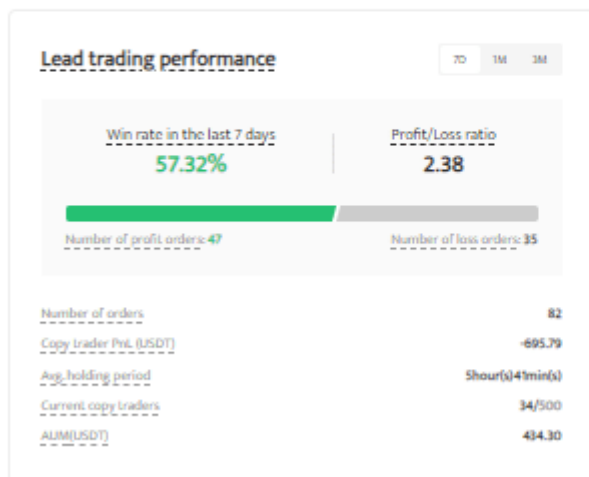 Lead trading performance
7D 1M 3M
Win rate in the last 7 days Profit/Loss ratio
57.32% 2.38
Number of profit orders: 47 Number of loss orders: 35
Number of orders 82
Copy trader PnL (USDT) -695.79
Avg. holding period 5hour(s)41min(s)
Current copy traders 34/500
AUM(USDT) 434.30